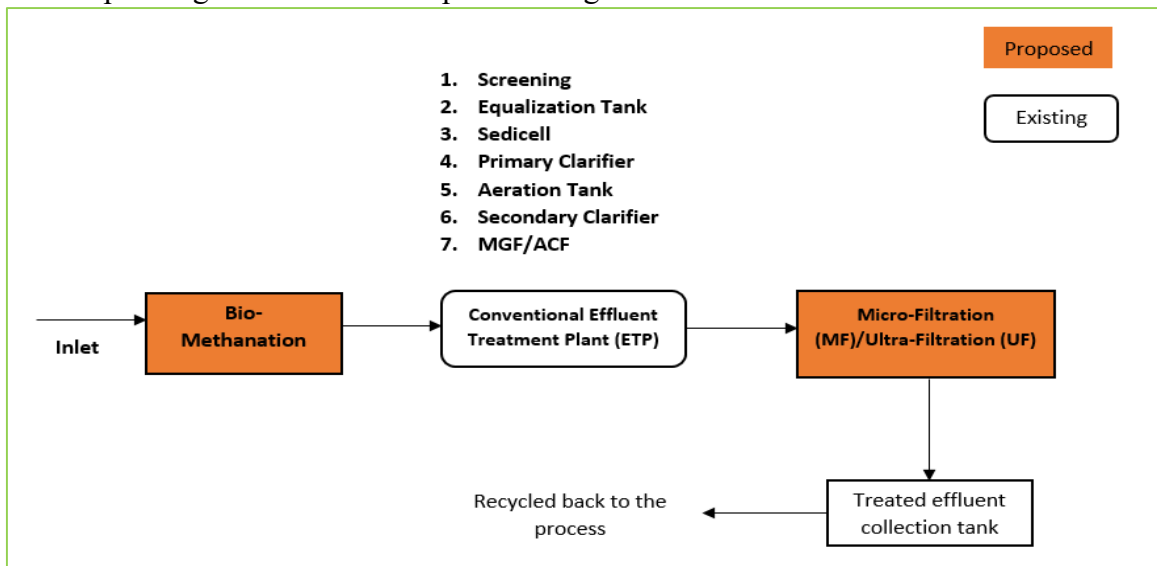 Proposed
Existing
1. Screening
2. Equalization Tank
3. Sedicell
4. Primary Clarifier
5. Aeration Tank
6. Secondary Clarifier
7. MGF/ACF
Inlet
Bio-
Methanation
Conventional Effluent
Treatment Plant (ETP)
Micro-Filtration
(MF)/Ultra-Filtration (UF)
Recycled back to the
process
Treated effluent
collection tank